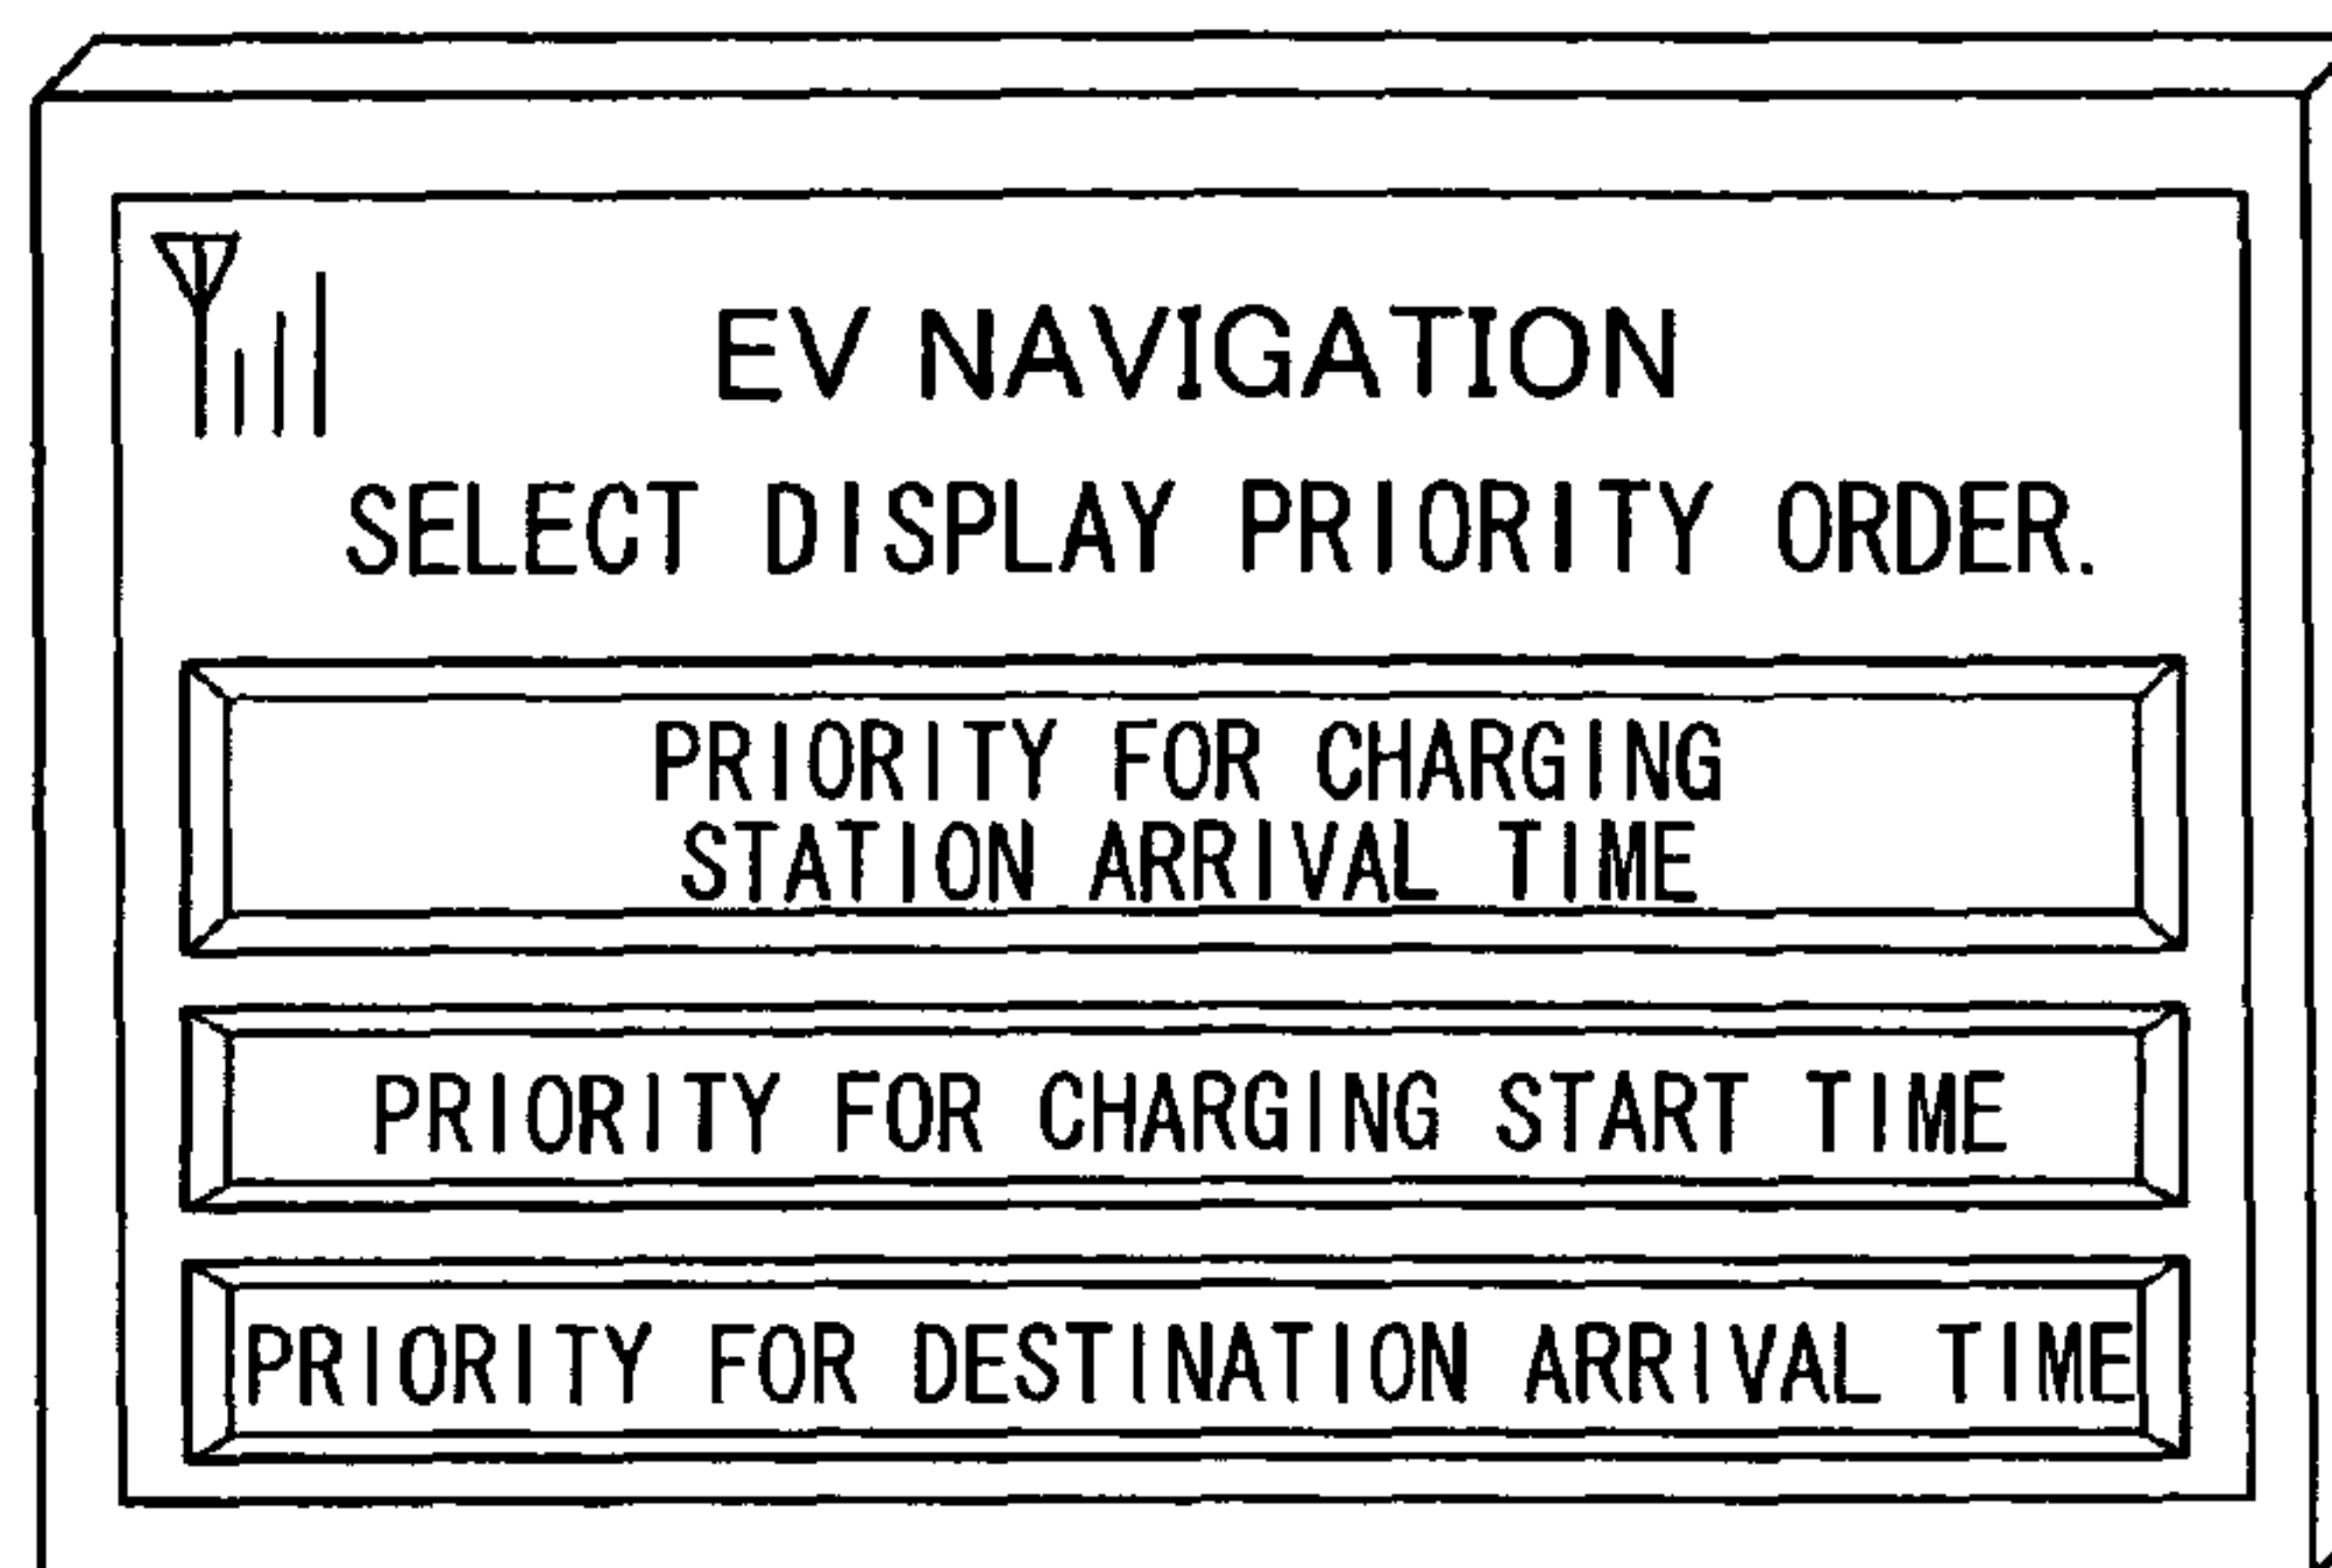 EV NAVIGATION
SELECT DISPLAY PRIORITY ORDER.
PRIORITY FOR CHARGING
STATION ARRIVAL TIME
PRIORITY FOR CHARGING START TIME
PRIORITY FOR DESTINATION ARRIVAL TIME